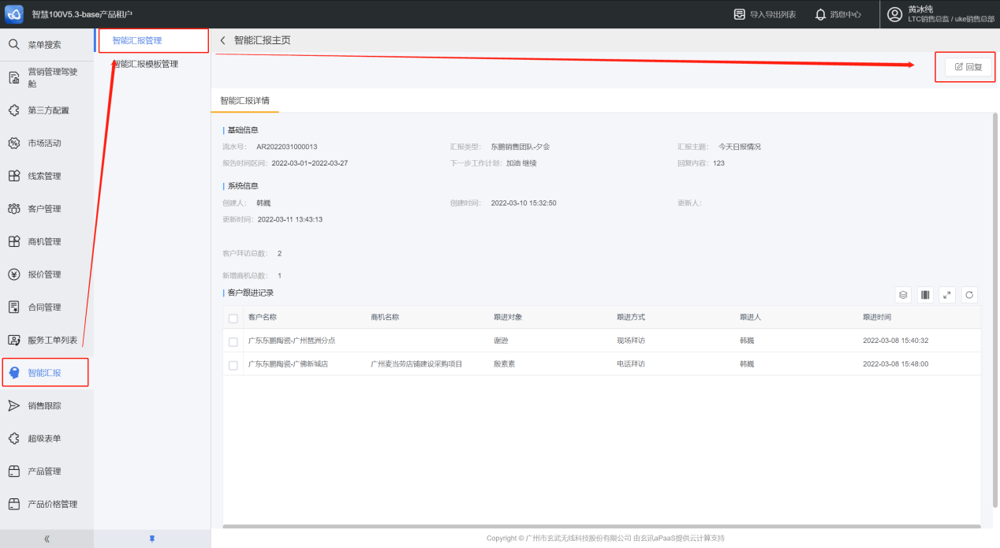 智慧100V5.3-base产品租户
导入导出列表
消息中心
黄冰纯
LTC销售总监 / uke销售总部
菜单搜索
营销管理驾驶
舱
第三方配置
市场活动
线索管理
客户管理
商机管理
报价管理
合同管理
服务工单列表
智能汇报
销售跟踪
超级表单
产品管理
产品价格管理
智能汇报管理
智能汇报模板管理
智能汇报主页
回复
智能汇报详情
基础信息
流水号: AR2022031000013
汇报类型: 东鹏销售团队-夕会
汇报主题: 今天日报情况
报告时间区间: 2022-03-01~2022-03-27
下一步工作计划: 加油 继续
回复内容: 123
系统信息
创建人: 韩巍
创建时间: 2022-03-10 15:32:50
更新人:
更新时间: 2022-03-11 13:43:13
客户拜访总数: 2
新增商机总数: 1
客户跟进记录
客户名称 商机名称 跟进对象 跟进方式 跟进人 跟进时间
广东东鹏陶瓷-广州琶洲分点 谢逊 现场拜访 韩巍 2022-03-08 15:40:32
广东东鹏陶瓷-广佛新城店 广州麦当劳店铺建设采购项目 殷素素 电话拜访 韩巍 2022-03-08 15:48:00
Copyright © 广州市玄武无线科技股份有限公司 由玄讯aPaaS提供云计算支持